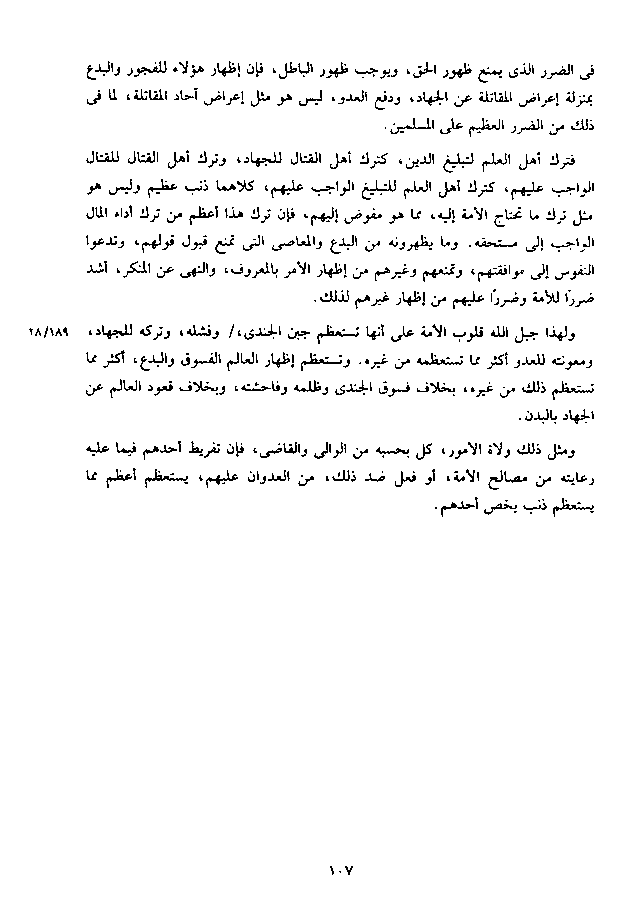 فى الضرر الذى يمنع ظهور الحق، ويوجب ظهور الباطل، فإن إظهار هؤلاء للفجور والبدع
بمنزلة إعراض المقاتلة عن الجهاد، ودفع العدو، ليس هو مثل إعراض آحاد المقاتلة، لما فى
ذلك من الضرر العظيم على المسلمين.
فترك أهل العلم لتبليغ الدين، كترك أهل القتال للجهاد، وترك أهل القتال للقتال
الواجب عليهم، كترك أهل العلم للتبليغ الواجب عليهم، كلاهما ذنب عظيم وليس هو
مثل ترك ما تحتاج الأمة إليه، مما هو مفوض إليهم، فإن ترك هذا أعظم من ترك أداء المال
الواجب إلى مستحقه. وما يظهرونه من البدع والمعاصى التى تمنع قبول قولهم، وتدعوا
النفوس إلى موافقتهم، وتمنعهم وغيرهم من إظهار الأمر بالمعروف، والنهى عن المنكر، أشد
ضررًا للأمة وضررًا عليهم من إظهار غيرهم لذلك.
ولهذا جبل الله قلوب الأمة على أنها تستعظم جبن الجندى،/ وفشله، وتركه للجهاد، ٢٨/١٨٩
ومعونته للعدو أكثر مما تستعظمه من غيره. وتستعظم إظهار العالم الفسوق والبدع، أكثر مما
تستعظم ذلك من غيره، بخلاف فسوق الجندى وظلمه وفاحشته، وبخلاف قعود العالم عن
الجهاد بالبدن.
ومثل ذلك ولاة الأمور، كل بحسبه من الوالى والقاضى، فإن تفريط أحدهم فيما عليه
رعايته من مصالح الأمة، أو فعل ضد ذلك، من العدوان عليهم، يستعظم أعظم مما
يستعظم ذنب يخص أحدهم.
١٠٧